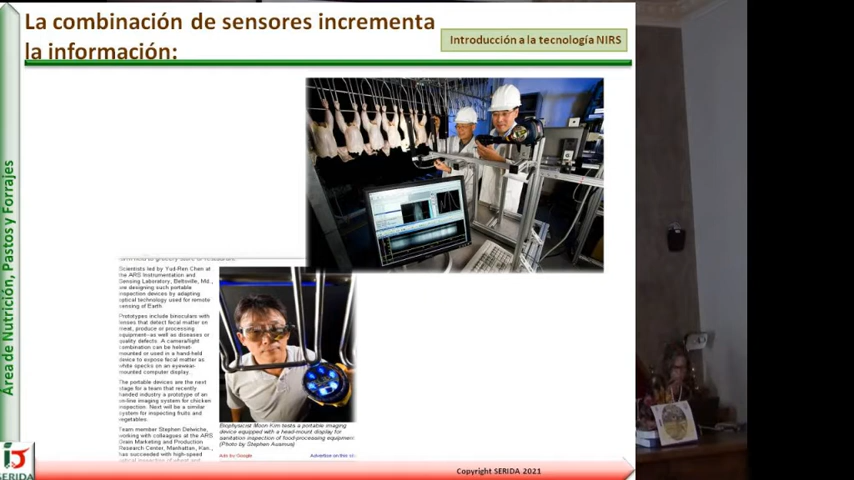 La combinación de sensores incrementa
la información:
Introducción a la tecnología NIRS
Área de Nutrición, Pastos y Forrajes
Scientists led by Yud-Ren Chen at
the ARS Instrumentation and
Sensing Laboratory, Beltsville, Md.,
are designing such portable
inspection devices by adapting
optical technology used for remote
sensing of Earth.
Prototypes include binoculars with
lenses that detect fecal matter on
meat, produce or processing
equipment--as well as diseases or
quality defects. A camera/light
combination can be helmet-
mounted or used in a hand-held
device to expose fecal matter as
white specks on an eyewear-
mounted computer display.
The portable devices are the next
stage for a team that recently
handed industry a prototype of an
on-line imaging system for chicken
inspection. Next will be a similar
system for inspecting fruits and
vegetables.
Team member Stephen Delwiche,
working with colleagues at the ARS
Grain Marketing and Production
Research Center, Manhattan, Kan.,
has succeeded with high-speed
Biophysicist Moon Kim tests a portable imaging
device equipped with a head-mount display for
sanitation inspection of food-processing equipment.
(Photo by Stephen Ausmus)
Ads by Google
Advertise on this si
SERIDA
Copyright SERIDA 2021